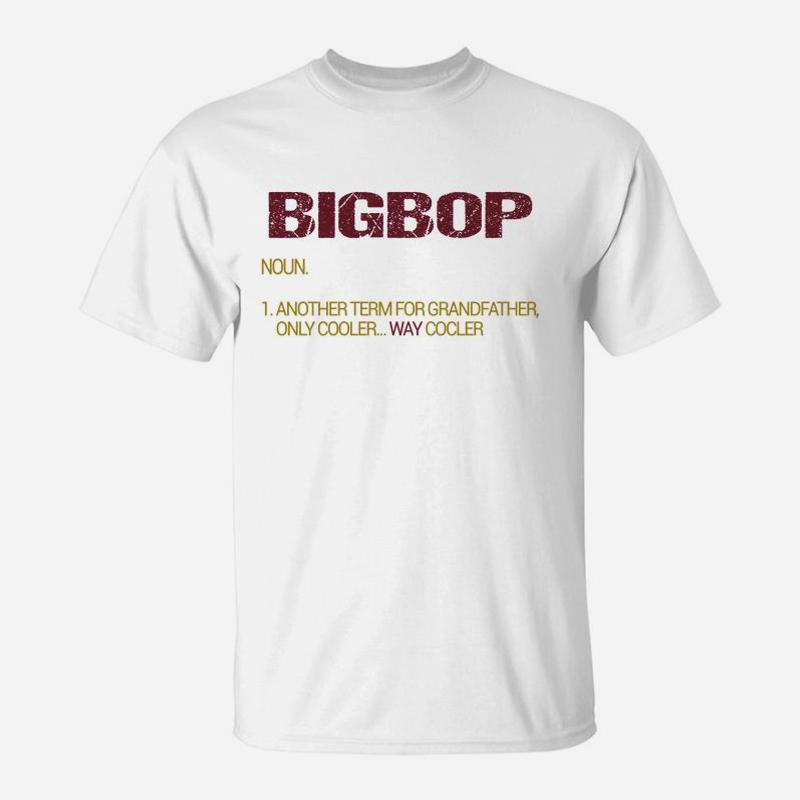 BIGBOP
NOUN.
1. ANOTHER TERM FOR GRANDFATHER,
ONLY COOLER... WAY COCLER